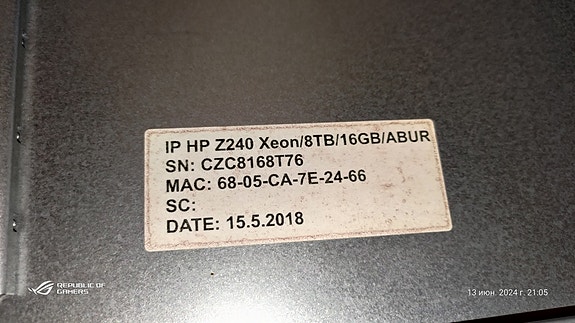 IP HP Z240 Xeon/8TB/16GB/ABUR
SN: CZC8168T76
MAC: 68-05-CA-7E-24-66
SC:
DATE: 15.5.2018
REPUBLIC OF
GAMERS
13 июн. 2024 г. 21:05